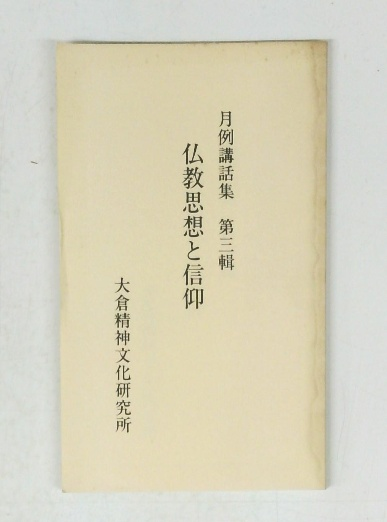 月例講話集 第三輯
仏教思想と信仰
大倉精神文化研究所